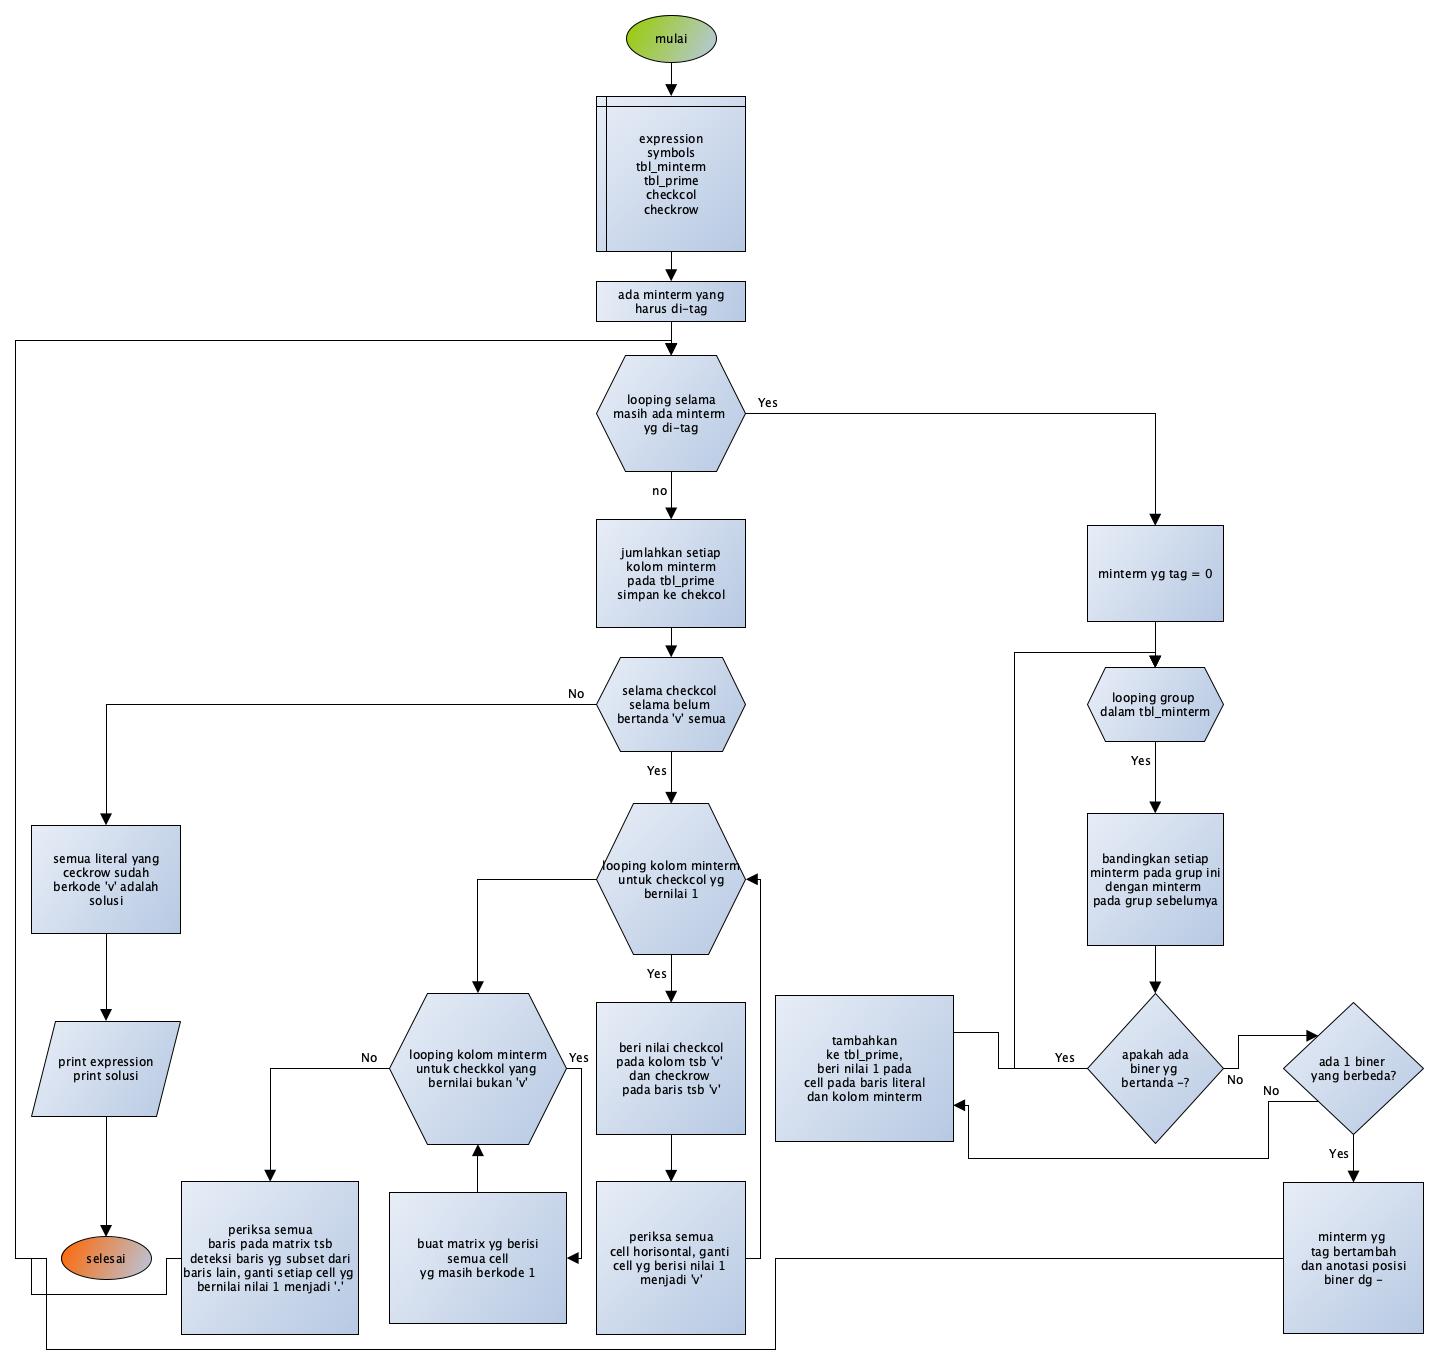 mulai
expression
symbols
tbl_minterm
tbl_prime
checkcol
checkrow
ada minterm yang
harus di-tag
looping selama
masih ada minterm
yg di-tag
Yes
no
jumlahkan setiap
kolom minterm
pada tbl_prime
simpan ke chekcol
minterm yg tag = 0
selama checkcol
selama belum
bertanda 'v' semua
No
Yes
looping group
dalam tbl_minterm
Yes
bandingkan setiap
minterm pada grup ini
dengan minterm
pada grup sebelumya
semua literal yang
ceckrow sudah
berkode 'v' adalah
solusi
looping kolom minterm
untuk checkcol yg
bernilai 1
Yes
print expression
print solusi
No
looping kolom minterm
untuk checkkol yang
bernilai bukan 'v'
Yes
beri nilai checkcol
pada kolom tsb 'v'
dan checkrow
pada baris tsb 'v'
tambahkan
ke tbl_prime,
beri nilai 1 pada
cell pada baris literal
dan kolom minterm
Yes
apakah ada
biner yg
bertanda -?
No
ada 1 biner
yang berbeda?
No
Yes
selesai
periksa semua
baris pada matrix tsb
deteksi baris yg subset dari
baris lain, ganti setiap cell yg
bernilai nilai 1 menjadi '.'
buat matrix yg berisi
semua cell
yg masih berkode 1
periksa semua
cell horisontal, ganti
cell yg berisi nilai 1
menjadi 'v'
minterm yg
tag bertambah
dan anotasi posisi
biner dg -